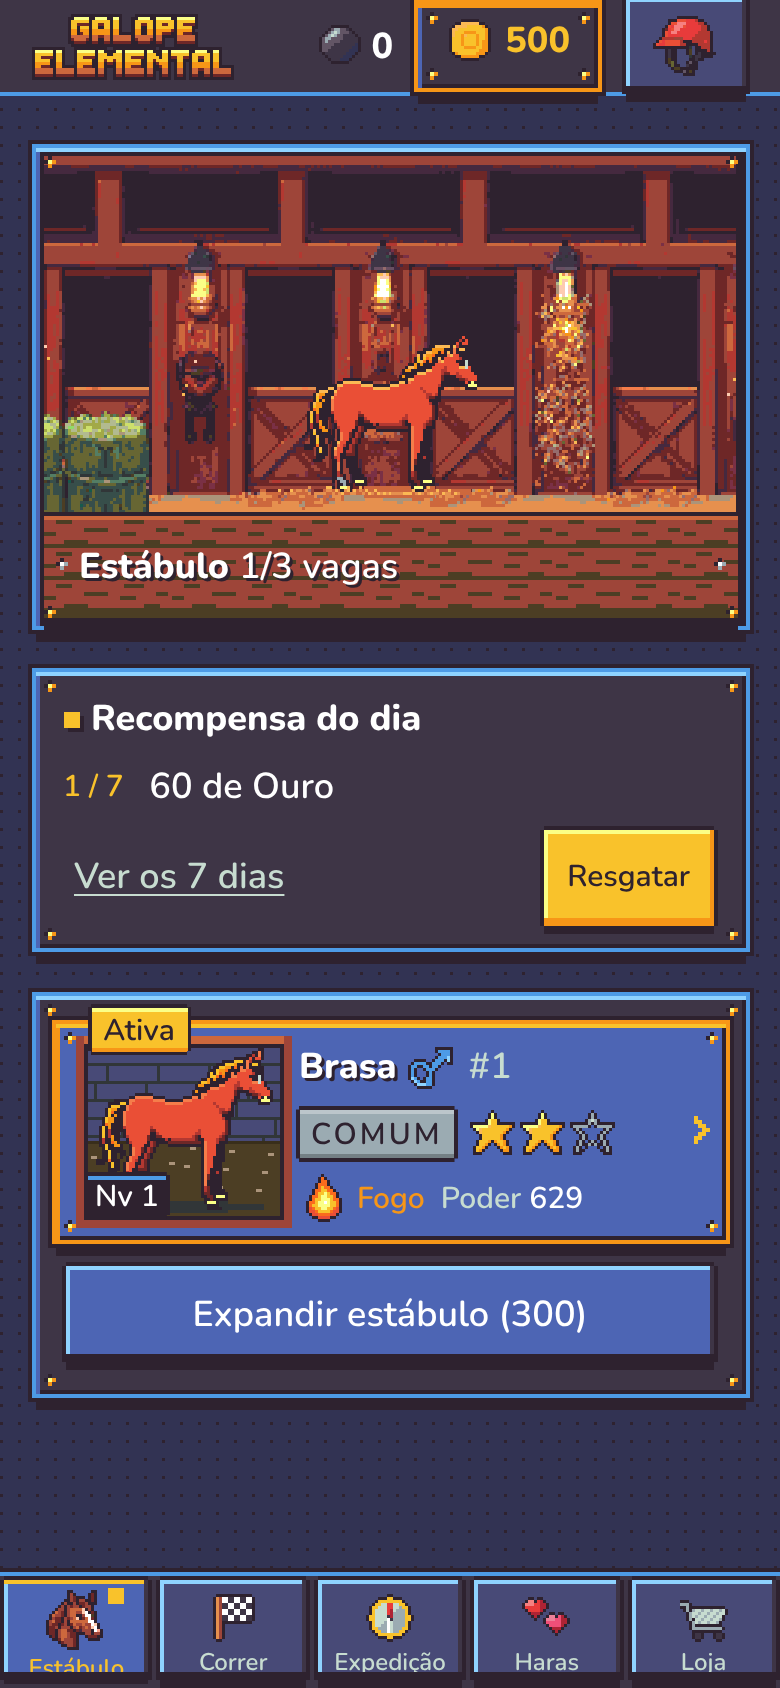 GALOPE
ELEMENTAL
0
500
Estábulo 1/3 vagas
Recompensa do dia
1 / 7 60 de Ouro
Ver os 7 dias
Resgatar
Ativa
Brasa #1
COMUM
Nv 1
Fogo Poder 629
Expandir estábulo (300)
Estábulo
Correr
Expedição
Haras
Loja